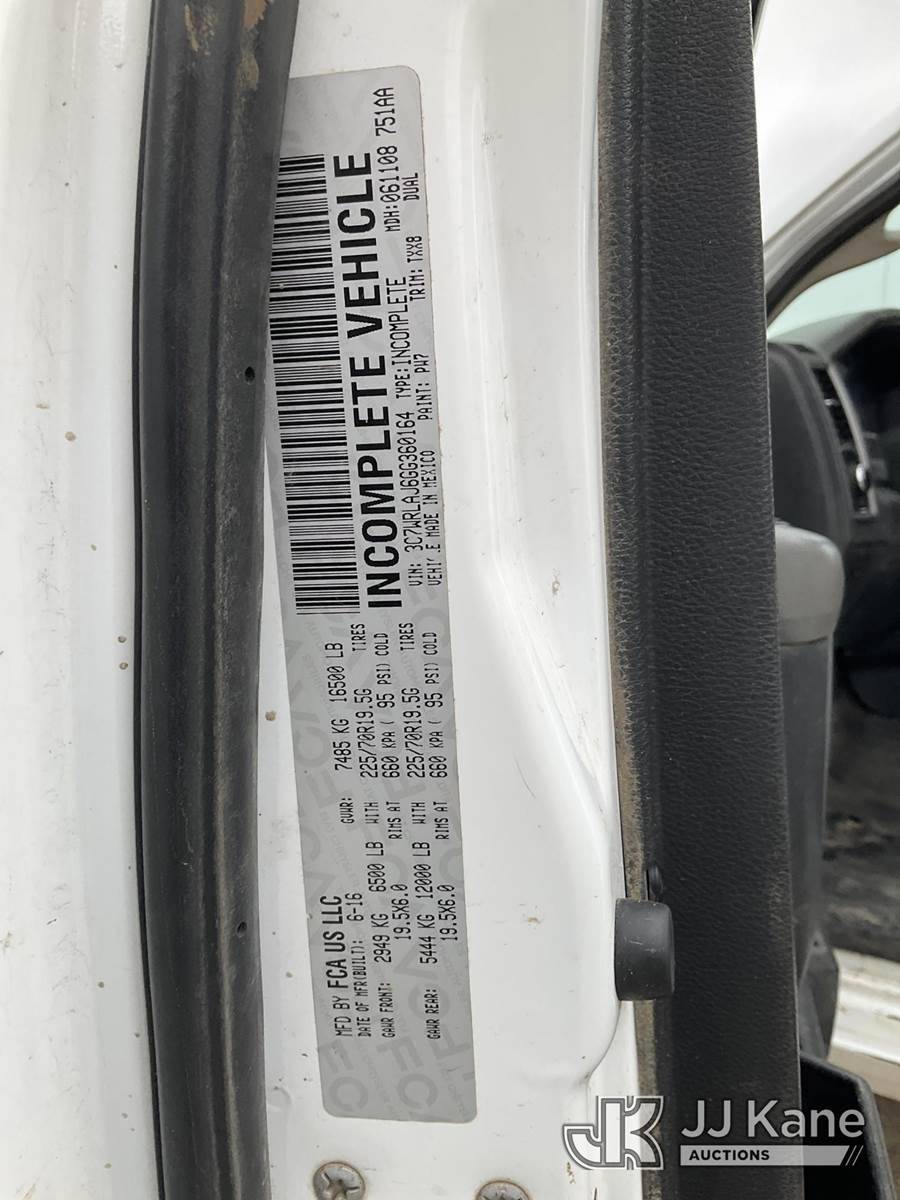 MFD BY FCA US LLC
DATE OF MFR(BUILT): 6-16 GVWR: 7485 KG 16500 LB
GAWR FRONT: 2949 KG 6500 LB WITH 225/70R19.5G TIRES
19.5X6.0 RIMS AT 660 KPA ( 95 PSI) COLD
GAWR REAR: 5444 KG 12000 LB WITH 225/70R19.5G TIRES
19.5X6.0 RIMS AT 660 KPA ( 95 PSI) COLD
INCOMPLETE VEHICLE
MDH:061108 751AA
VIN: 3C7WRLAJ6GG360164 TYPE:INCOMPLETE DUAL
VEHI E MADE IN MEXICO PAINT: PW7 TRIM: TXX8
JK JJ Kane
AUCTIONS